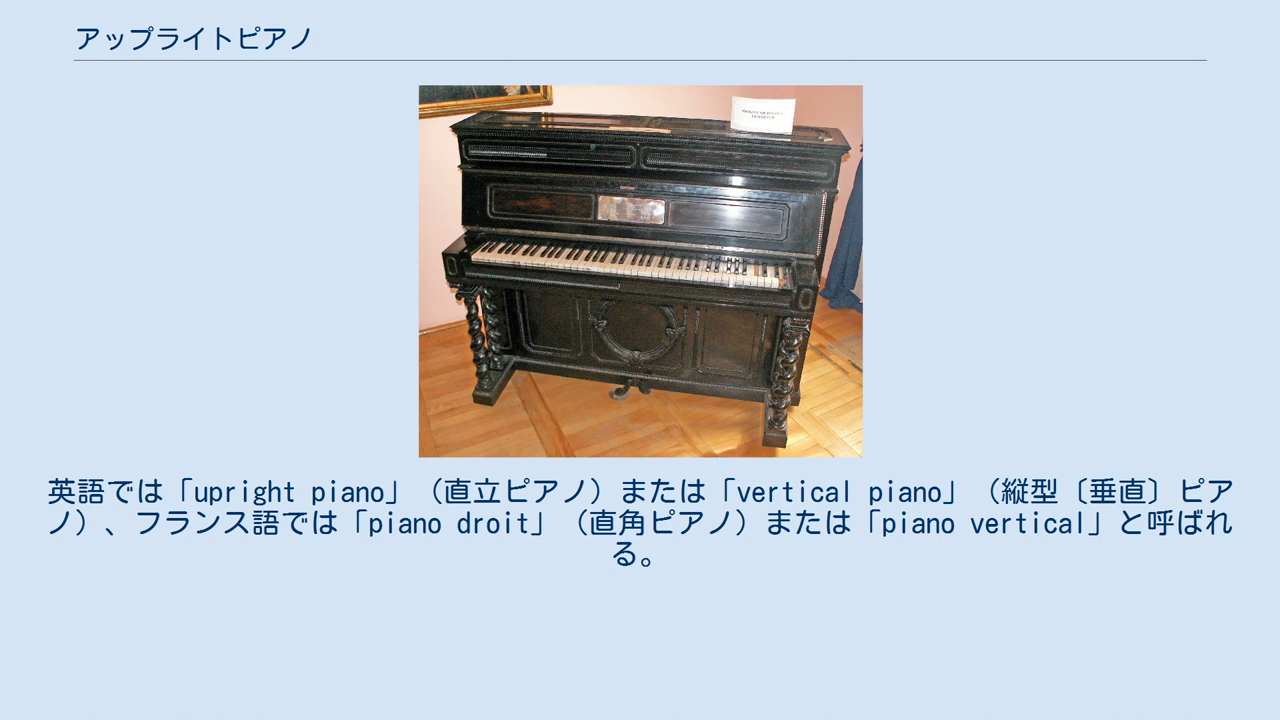 アップライトピアノ
英語では「upright piano」（直立ピアノ）または「vertical piano」（縦型〔垂直〕ピア
ノ）、フランス語では「piano droit」（直角ピアノ）または「piano vertical」と呼ばれ
る。